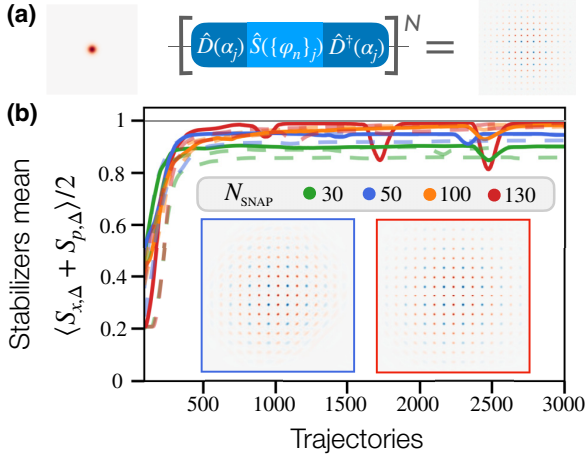 (a)
[D̂(αⱼ) Ŝ({φₙ}ⱼ) D̂†(αⱼ)]ᴺ =
(b)
Stabilizers mean
⟨Sₓ,Δ + Sₚ,Δ⟩/2
1
0.8
0.6
0.4
0.2
0
N_SNAP 30 50 100 130
500 1000 1500 2000 2500 3000
Trajectories